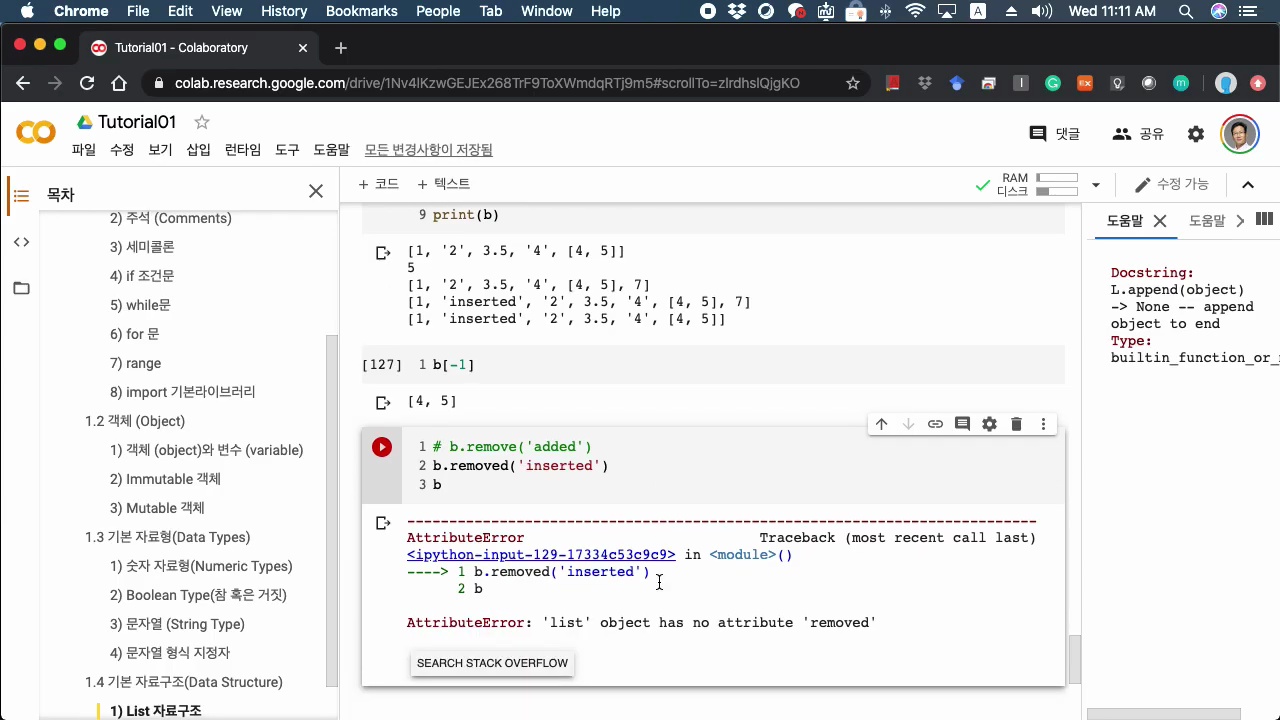 Chrome File Edit View History Bookmarks People Tab Window Help A Wed 11:11 AM
Tutorial01 - Colaboratory
colab.research.google.com/drive/1Nv4lKzwGEJEx268TrF9ToXWmdqRTj9m5#scrollTo=zlrdhslQjgKO
Tutorial01
댓글 공유
파일 수정 보기 삽입 런타임 도구 도움말 모든 변경사항이 저장됨
목차
+ 코드 + 텍스트
RAM
디스크
수정 가능
2) 주석 (Comments)
3) 세미콜론
4) if 조건문
5) while문
6) for 문
7) range
8) import 기본라이브러리
1.2 객체 (Object)
1) 객체 (object)와 변수 (variable)
2) Immutable 객체
3) Mutable 객체
1.3 기본 자료형(Data Types)
1) 숫자 자료형(Numeric Types)
2) Boolean Type(참 혹은 거짓)
3) 문자열 (String Type)
4) 문자열 형식 지정자
1.4 기본 자료구조(Data Structure)
1) List 자료구조
9 print(b)
[1, '2', 3.5, '4', [4, 5]]
5
[1, '2', 3.5, '4', [4, 5], 7]
[1, 'inserted', '2', 3.5, '4', [4, 5], 7]
[1, 'inserted', '2', 3.5, '4', [4, 5]]
[127] 1 b[-1]
[4, 5]
1 # b.remove('added')
2 b.removed('inserted')
3 b
---------------------------------------------------------------------------
AttributeError Traceback (most recent call last)
<ipython-input-129-17334c53c9c9> in <module>()
----> 1 b.removed('inserted')
2 b
AttributeError: 'list' object has no attribute 'removed'
SEARCH STACK OVERFLOW
도움말 도움말
Docstring:
L.append(object)
-> None -- append
object to end
Type:
builtin_function_or_